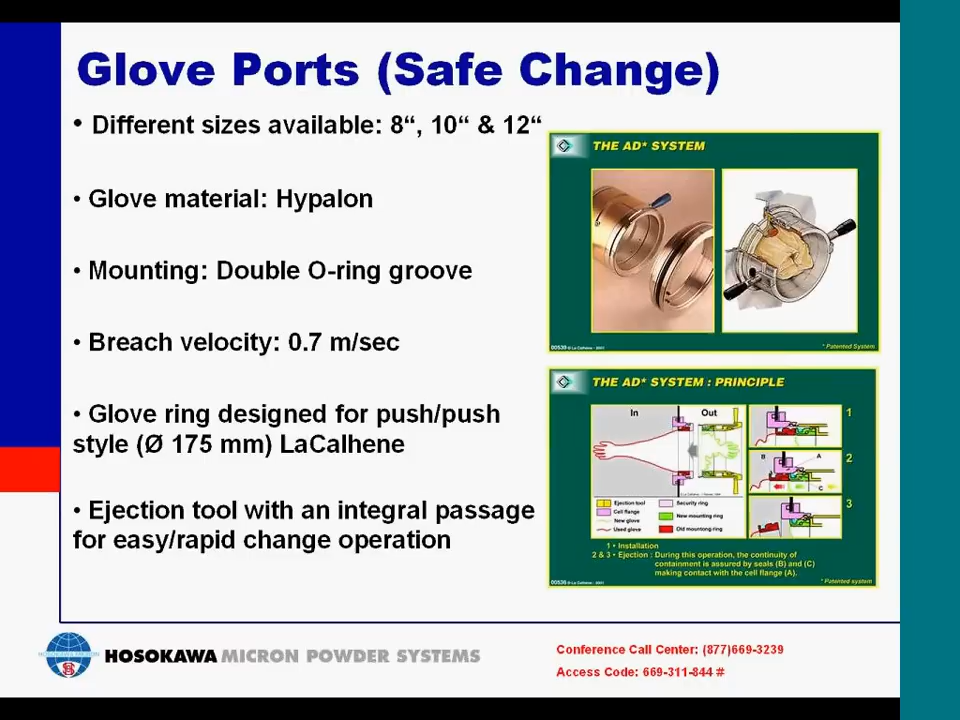 Glove Ports (Safe Change)
• Different sizes available: 8“, 10“ & 12“
• Glove material: Hypalon
• Mounting: Double O-ring groove
• Breach velocity: 0.7 m/sec
• Glove ring designed for push/push
style (Ø 175 mm) LaCalhene
• Ejection tool with an integral passage
for easy/rapid change operation
THE AD* SYSTEM
00539 © La Calhene - 2001
* Patented System
THE AD* SYSTEM : PRINCIPLE
In Out
1
B A
2
C
3
Ejection tool Security ring
Cell flange New mounting ring
New glove Old mountong ring
Used glove
1 • Installation
2 & 3 • Ejection : During this operation, the continuity of
containment is assured by seals (B) and (C)
making contact with the cell flange (A).
* Patented system
HOSOKAWA MICRON POWDER SYSTEMS
Conference Call Center: (877)669-3239
Access Code: 669-311-844 #